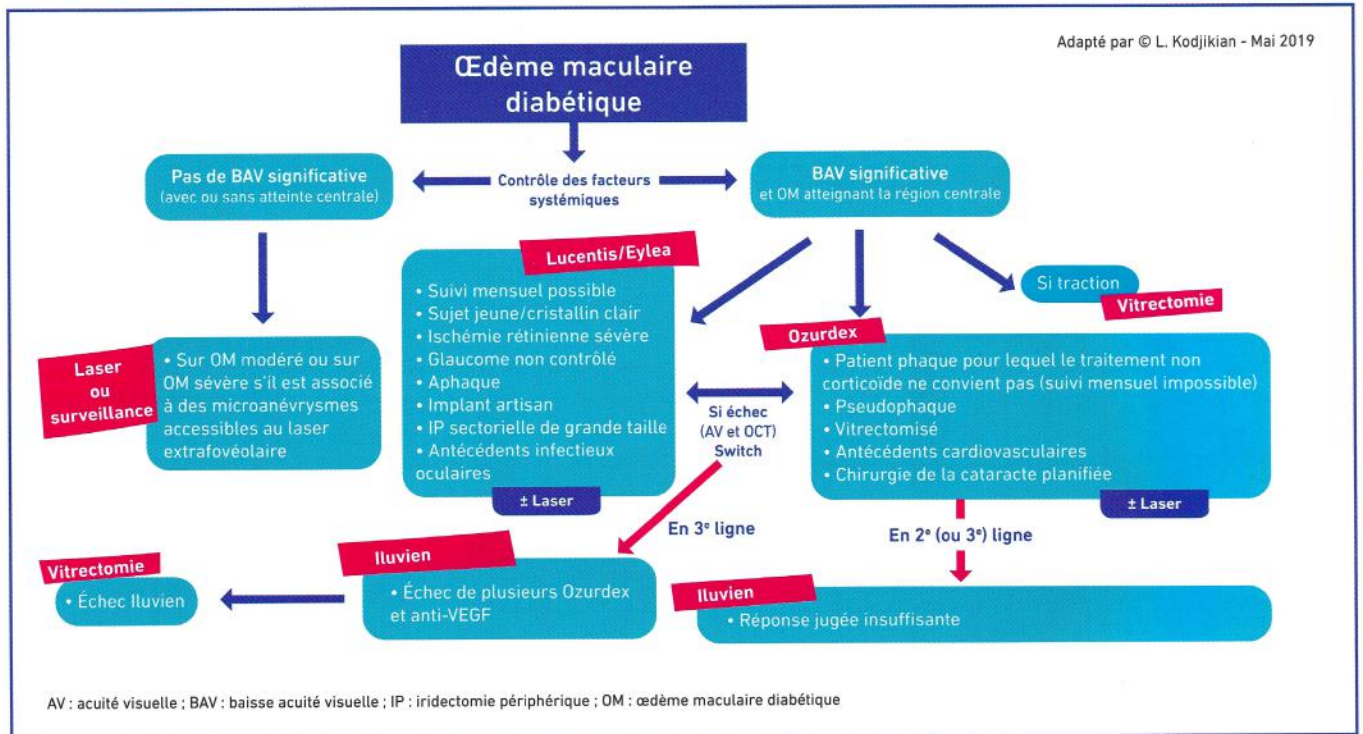 Adapté par © L. Kodjikian - Mai 2019
Œdème maculaire
diabétique
Pas de BAV significative
(avec ou sans atteinte centrale)
Contrôle des facteurs
systémiques
BAV significative
et OM atteignant la région centrale
Lucentis/Eylea
• Suivi mensuel possible
• Sujet jeune/cristallin clair
• Ischémie rétinienne sévère
• Glaucome non contrôlé
• Aphaque
• Implant artisan
• IP sectorielle de grande taille
• Antécédents infectieux
oculaires
± Laser
Si traction
Vitrectomie
Laser
ou
surveillance
• Sur OM modéré ou sur
OM sévère s'il est associé
à des microanévrysmes
accessibles au laser
extrafovéolaire
Si échec
(AV et OCT)
Switch
Ozurdex
• Patient phaque pour lequel le traitement non
corticoïde ne convient pas (suivi mensuel impossible)
• Pseudophaque
• Vitrectomisé
• Antécédents cardiovasculaires
• Chirurgie de la cataracte planifiée
± Laser
En 3e ligne
En 2e (ou 3e) ligne
Vitrectomie
• Échec Iluvien
Iluvien
• Échec de plusieurs Ozurdex
et anti-VEGF
Iluvien
• Réponse jugée insuffisante
AV : acuité visuelle ; BAV : baisse acuité visuelle ; IP : iridectomie périphérique ; OM : œdème maculaire diabétique